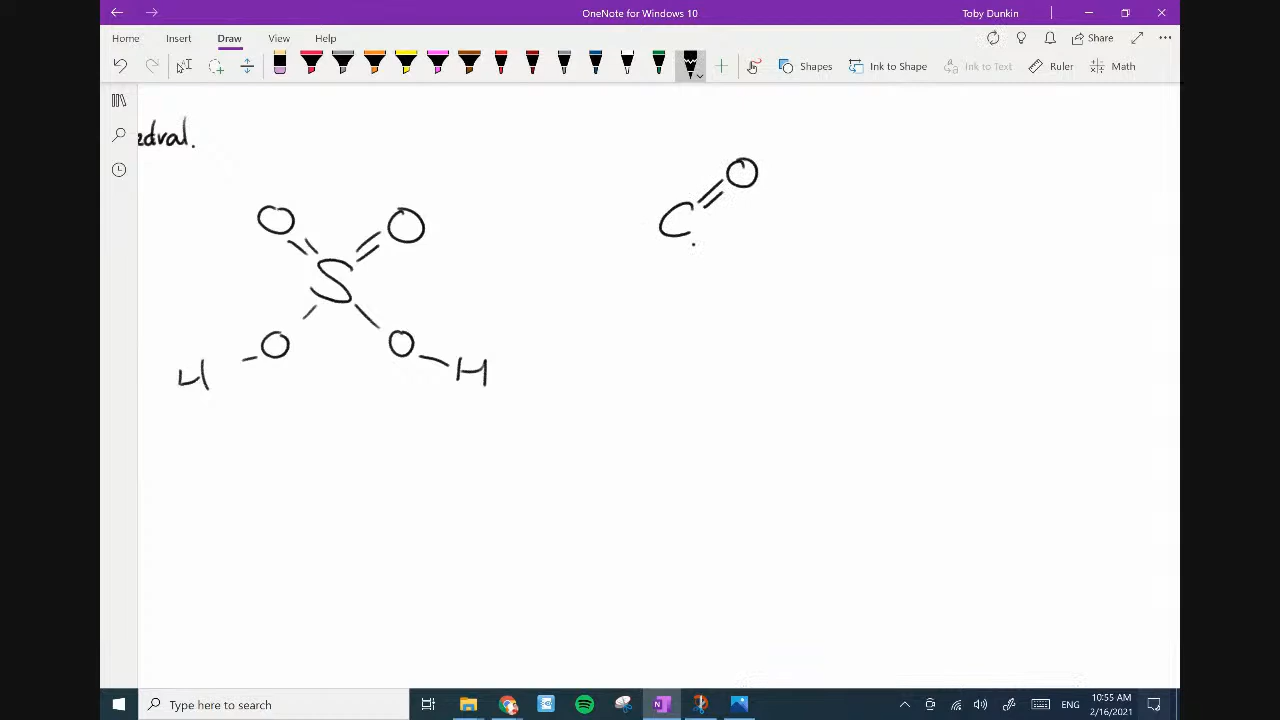 OneNote for Windows 10
Toby Dunkin
Home Insert Draw View Help
Share
Shapes Ink to Shape Ink to Text Ruler Math
edral.
O O
C=O
S
O O
H H
Type here to search
ENG
10:55 AM
2/16/2021